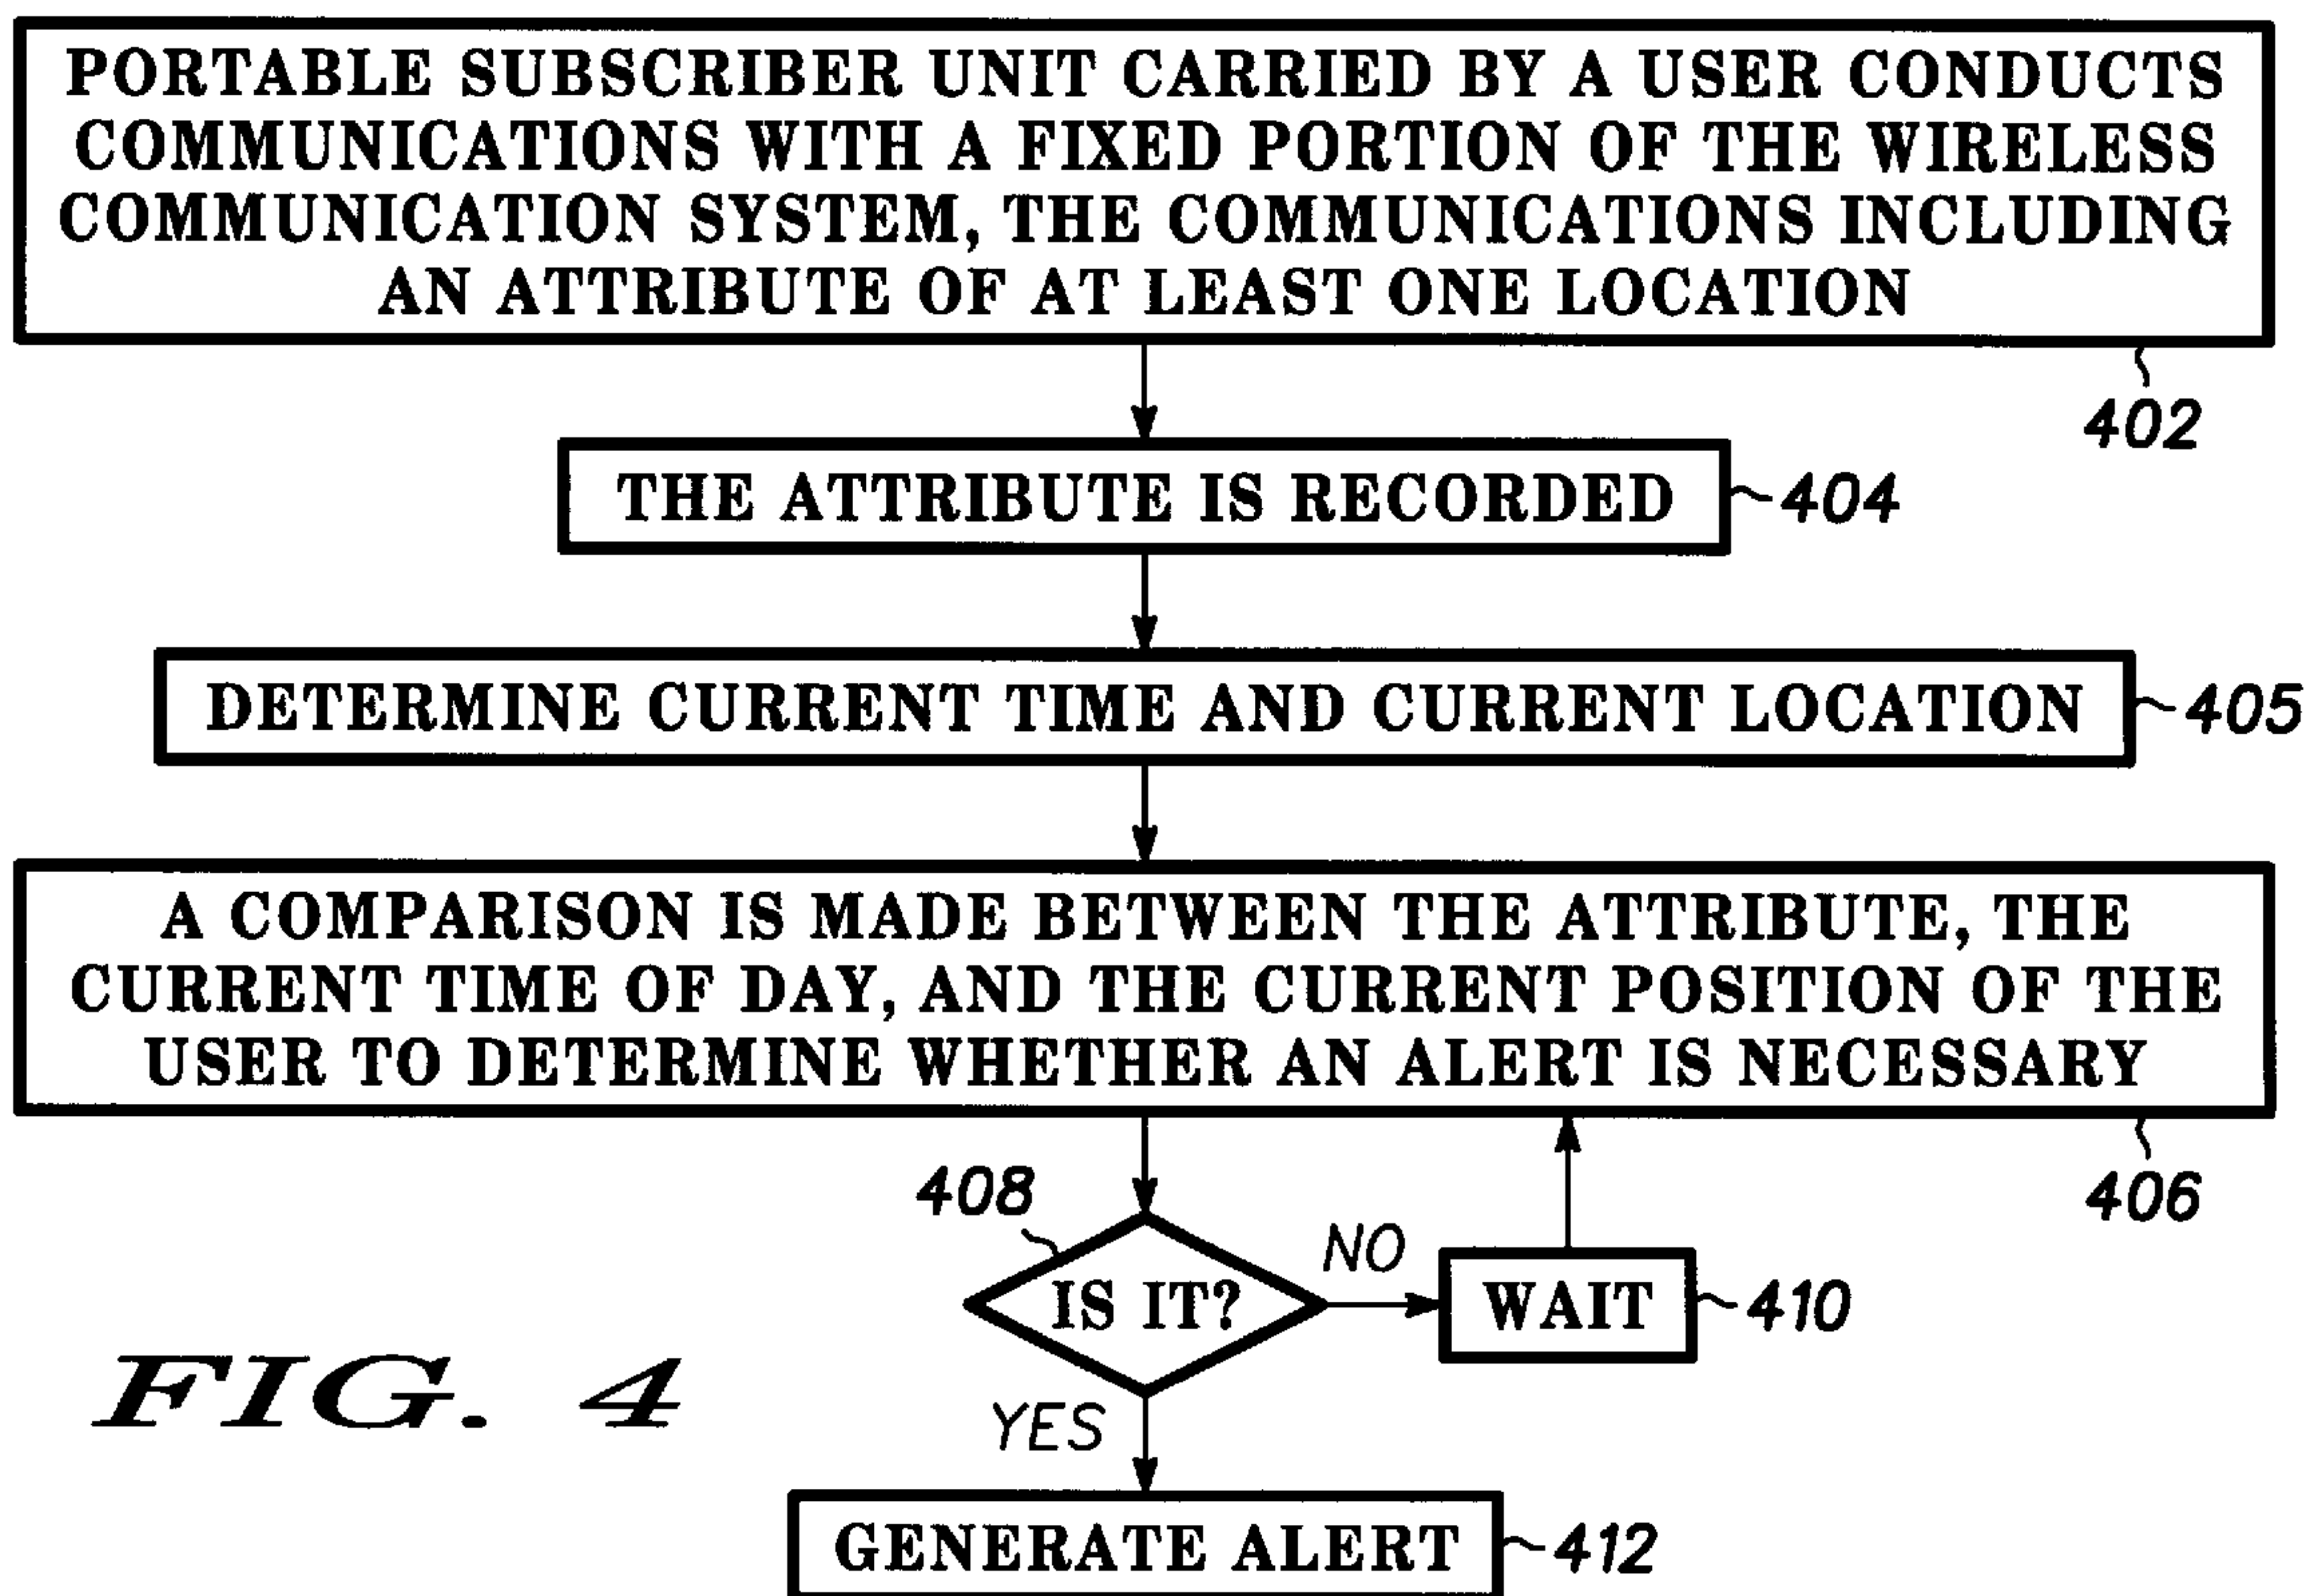 PORTABLE SUBSCRIBER UNIT CARRIED BY A USER CONDUCTS
COMMUNICATIONS WITH A FIXED PORTION OF THE WIRELESS
COMMUNICATION SYSTEM, THE COMMUNICATIONS INCLUDING
AN ATTRIBUTE OF AT LEAST ONE LOCATION
402
THE ATTRIBUTE IS RECORDED
404
DETERMINE CURRENT TIME AND CURRENT LOCATION
405
A COMPARISON IS MADE BETWEEN THE ATTRIBUTE, THE
CURRENT TIME OF DAY, AND THE CURRENT POSITION OF THE
USER TO DETERMINE WHETHER AN ALERT IS NECESSARY
406
408
IS IT?
NO
WAIT
410
YES
FIG. 4
GENERATE ALERT
412